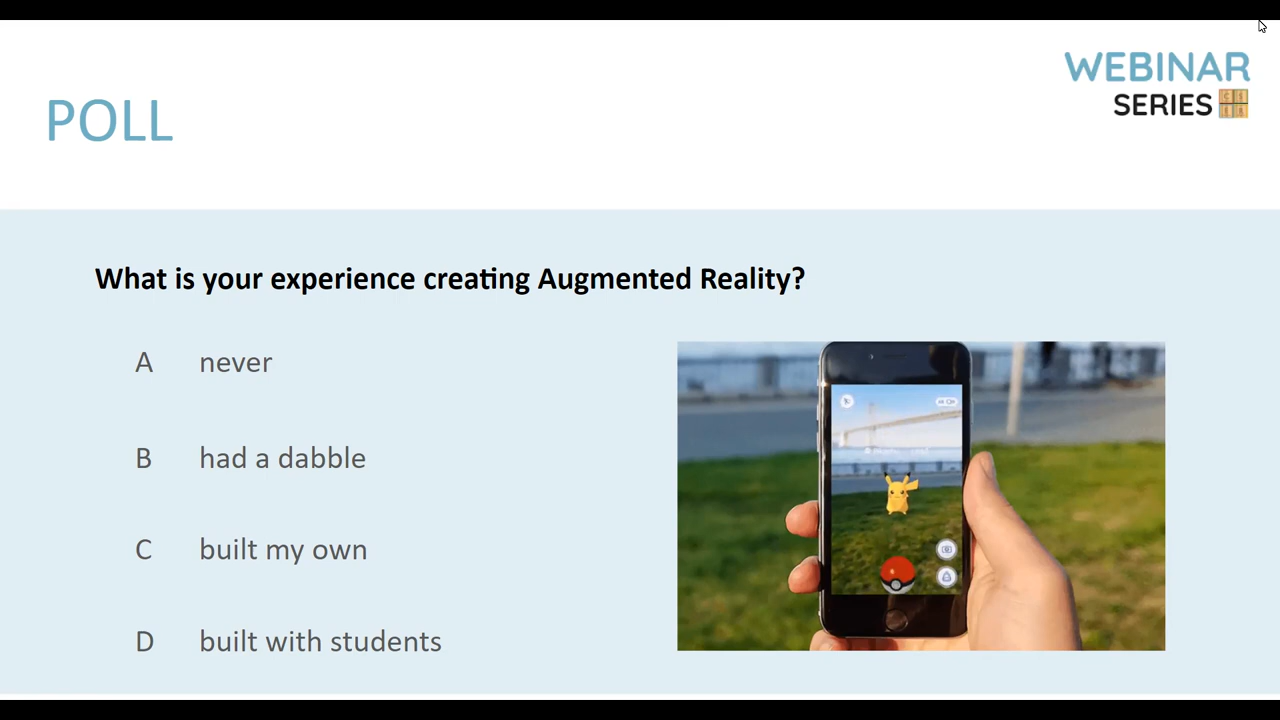 WEBINAR
SERIES
POLL
What is your experience creating Augmented Reality?
A never
B had a dabble
C built my own
D built with students